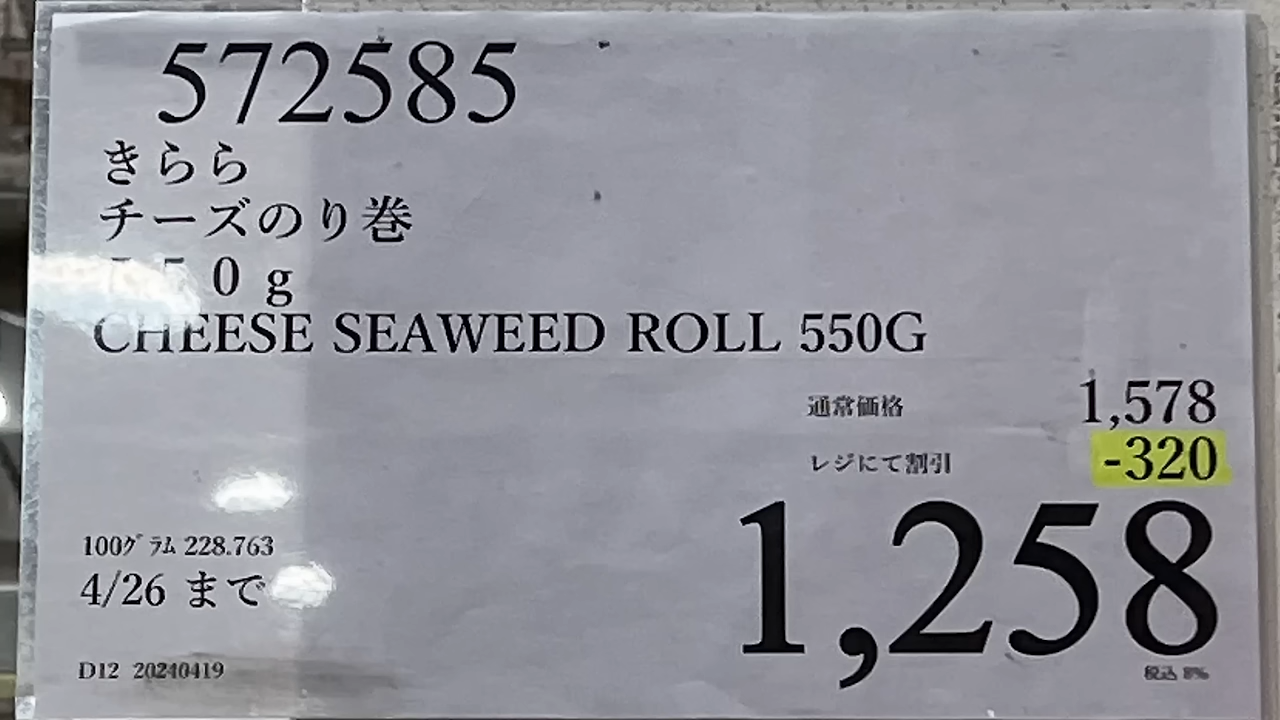 572585
きらら
チーズのり巻
550g
CHEESE SEAWEED ROLL 550G
通常価格 1,578
レジにて割引 -320
1,258
100グラム 228.763
4/26 まで
税込 8%
D12 20240419